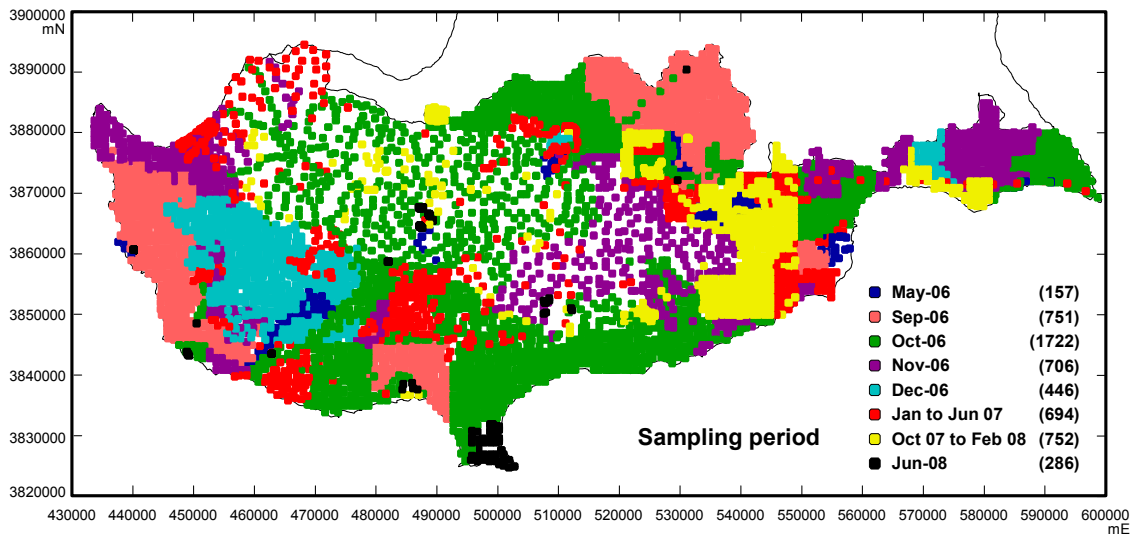 3900000
mN
3890000
3880000
3870000
3860000
3850000
3840000
3830000
3820000
May-06 (157)
Sep-06 (751)
Oct-06 (1722)
Nov-06 (706)
Dec-06 (446)
Jan to Jun 07 (694)
Oct 07 to Feb 08 (752)
Jun-08 (286)
Sampling period
430000 440000 450000 460000 470000 480000 490000 500000 510000 520000 530000 540000 550000 560000 570000 580000 590000 600000
mE